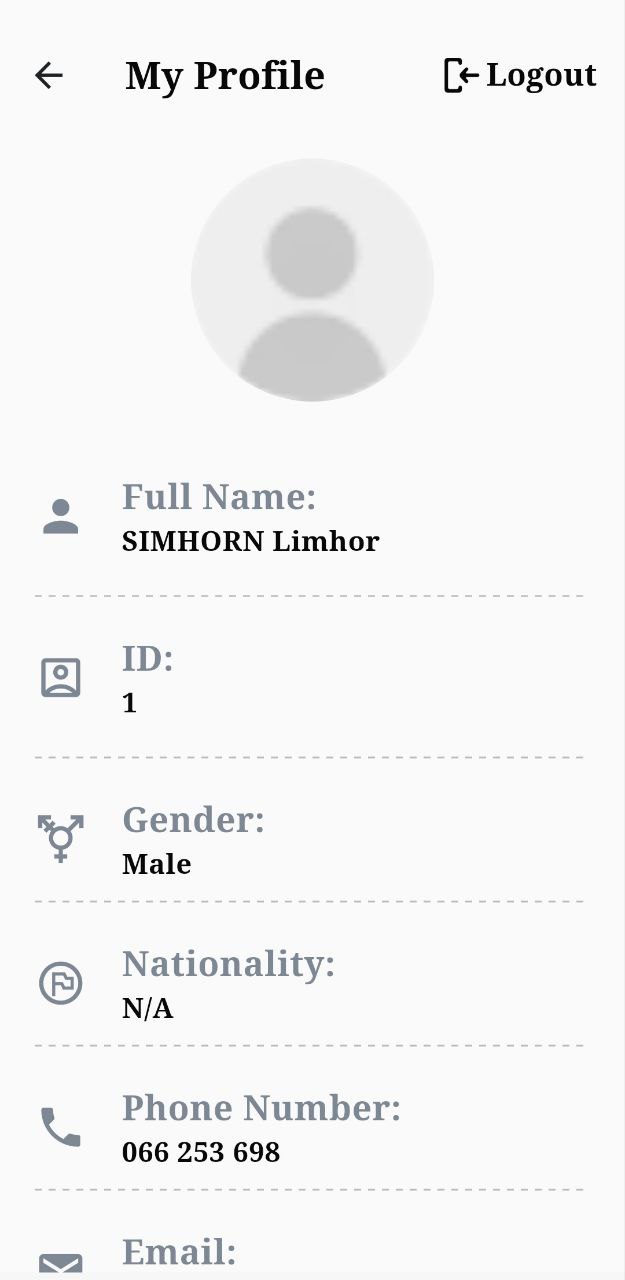 My Profile
Logout
Full Name:
SIMHORN Limhor
ID:
1
Gender:
Male
Nationality:
N/A
Phone Number:
066 253 698
Email: